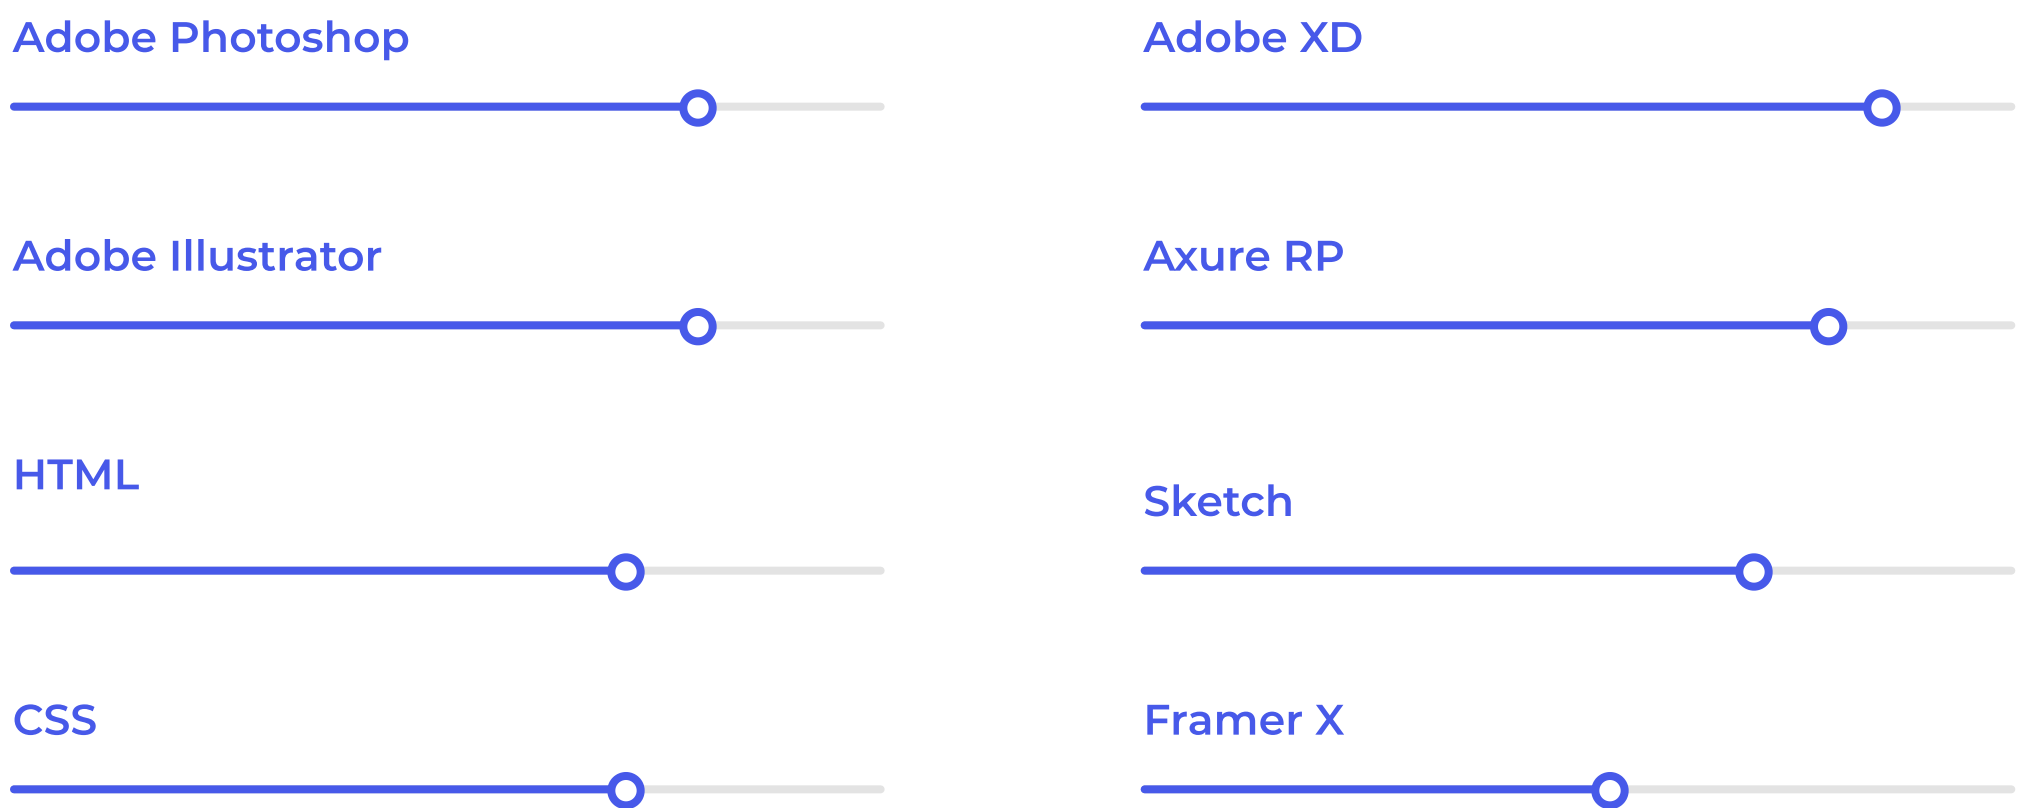 Adobe Photoshop
Adobe XD
Adobe Illustrator
Axure RP
HTML
Sketch
CSS
Framer X